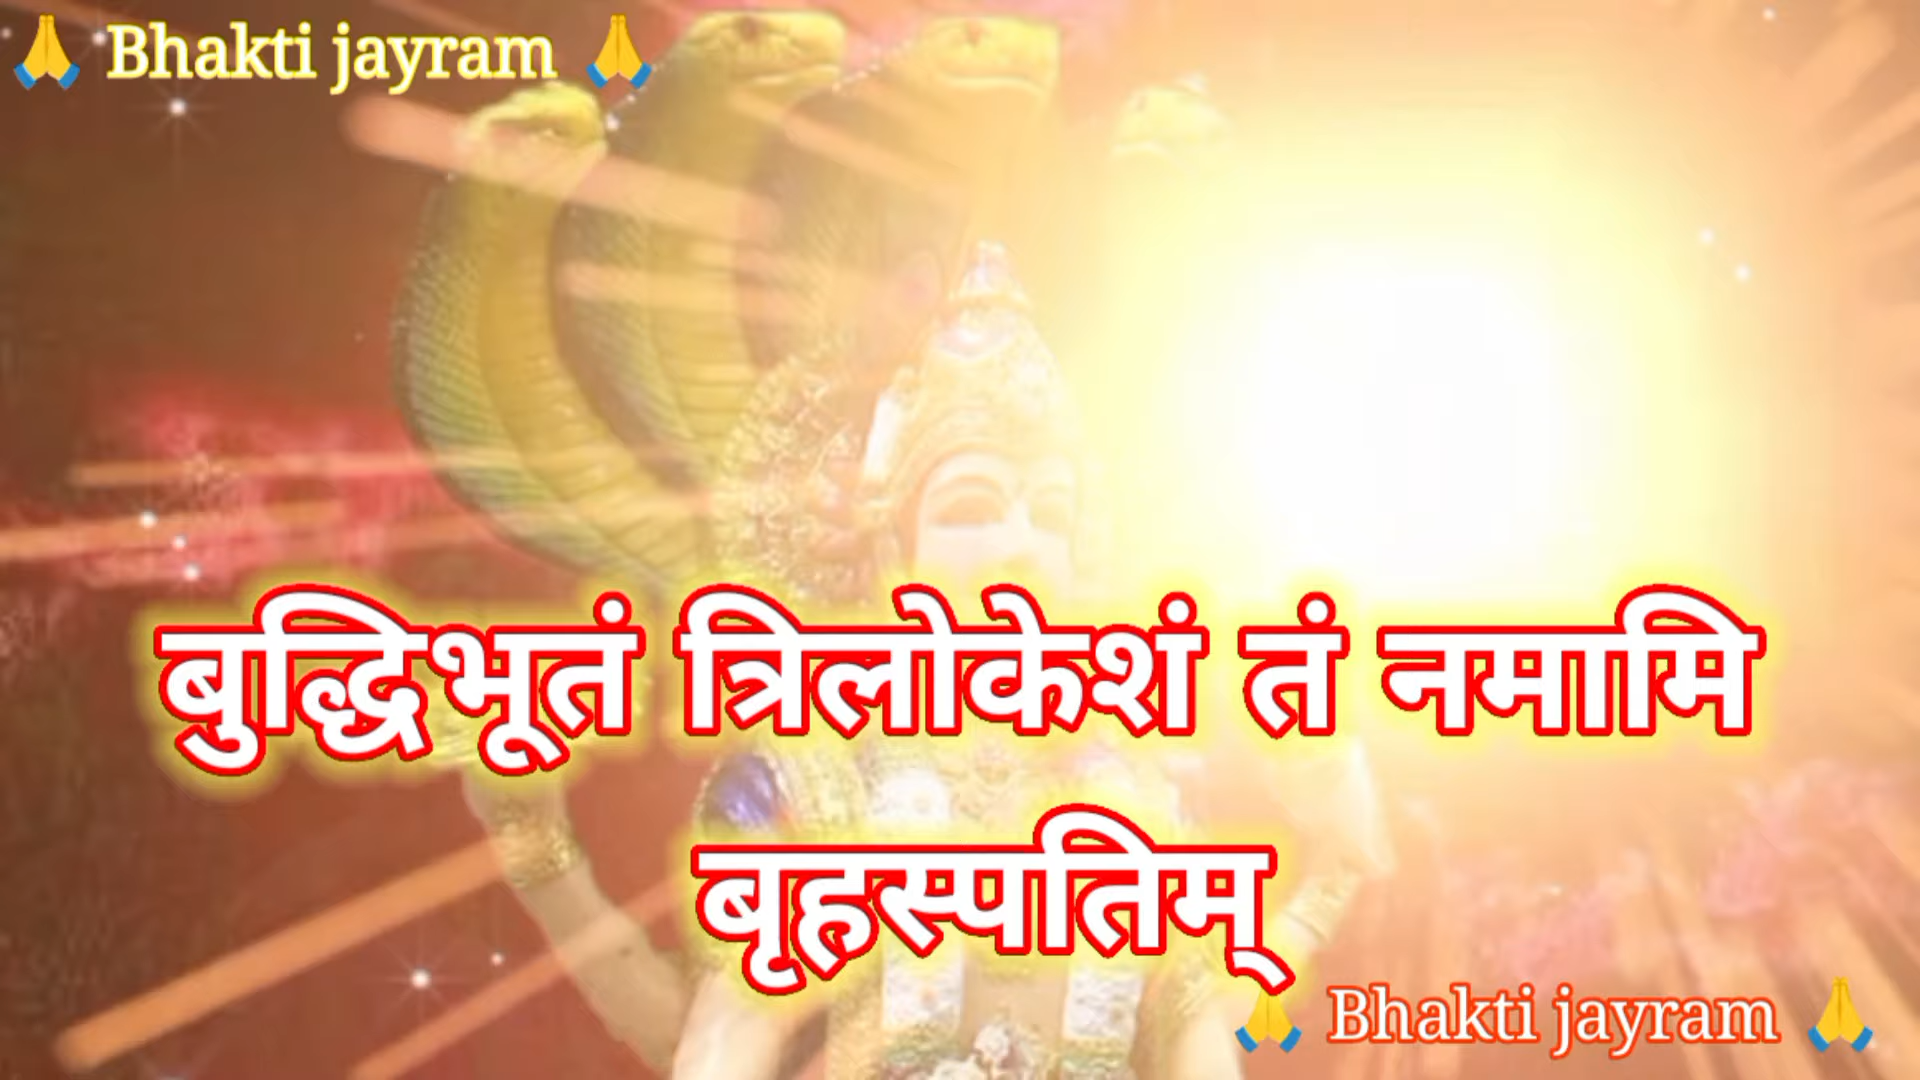 🙏 Bhakti jayram 🙏
बुद्धिभूतं त्रिलोकेशं तं नमामि
बृहस्पतिम्
🙏 Bhakti jayram 🙏